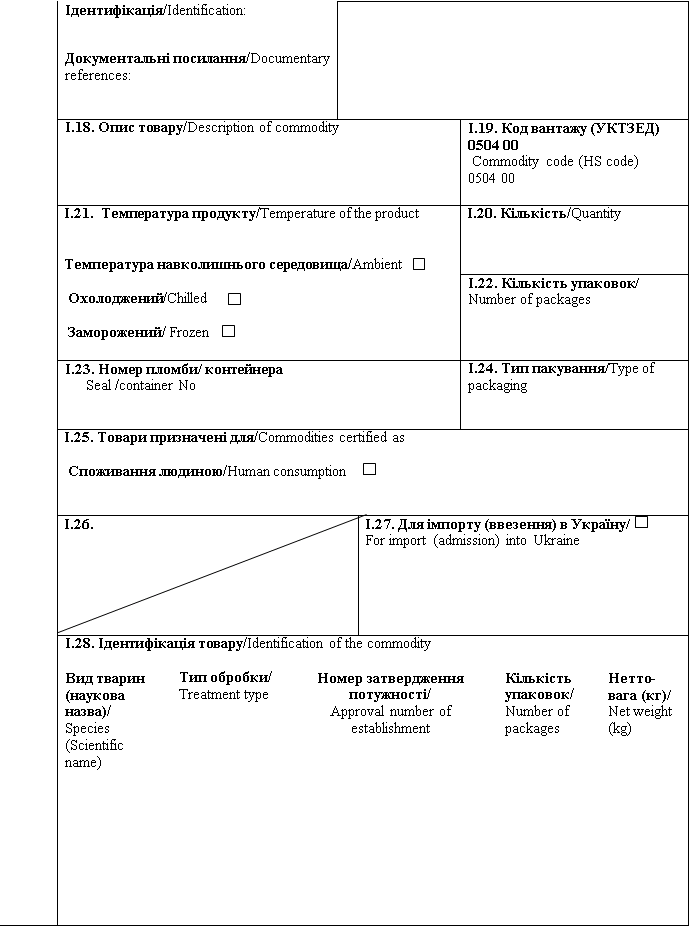 Ідентифікація/Identification:
Документальні посилання/Documentary
references:
I.18. Опис товару/Description of commodity
I.19. Код вантажу (УКТЗЕД)
0504 00
Commodity code (HS code)
0504 00
I.21. Температура продукту/Temperature of the product
I.20. Кількість/Quantity
Температура навколишнього середовища/Ambient
I.22. Кількість упаковок/
Number of packages
Охолоджений/Chilled
Заморожений/ Frozen
I.23. Номер пломби/ контейнера
Seal /container No
I.24. Тип пакування/Type of
packaging
I.25. Товари призначені для/Commodities certified as
Споживання людиною/Human consumption
I.26.
I.27. Для імпорту (ввезення) в Україну/
For import (admission) into Ukraine
I.28. Ідентифікація товару/Identification of the commodity
Вид тварин
(наукова
назва)/
Species
(Scientific
name)
Тип обробки/
Treatment type
Номер затвердження
потужності/
Approval number of
establishment
Кількість
упаковок/
Number of
packages
Нетто-
вага (кг)/
Net weight
(kg)